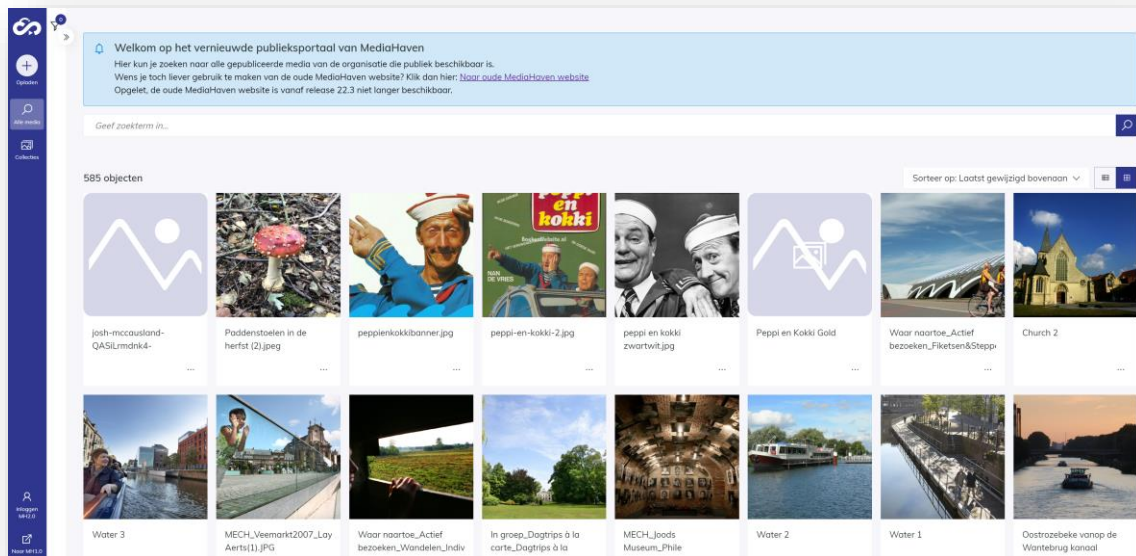 0
»
Welkom op het vernieuwde publieksportaal van MediaHaven
Hier kun je zoeken naar alle gepubliceerde media van de organisatie die publiek beschikbaar is.
Wens je toch liever gebruik te maken van de oude MediaHaven website? Klik dan hier: Naar oude MediaHaven website
Opgelet, de oude MediaHaven website is vanaf release 22.3 niet langer beschikbaar.
Opladen
Alle media
Collecties
Geef zoekterm in...
585 objecten
Sorteer op: Laatst gewijzigd bovenaan
peppi
en
kokki
NAN
DE VRIES
josh-mccausland-
QASiLrmdnk4-
Paddenstoelen in de
herfst (2).jpeg
peppienkokkibanner.jpg
peppi-en-kokki-2.jpg
peppi en kokki
zwartwit.jpg
Peppi en Kokki Gold
Waar naartoe_Actief
bezoeken_Fiketsen&Steppe
Church 2
... ... ... ... ... ... ... ...
Water 3
MECH_Veemarkt2007_Lay
Aerts(1).JPG
Waar naartoe_Actief
bezoeken_Wandelen_Indiv
In groep_Dagtrips à la
carte_Dagtrips à la
MECH_Joods
Museum_Phile
Water 2
Water 1
Oostrozebeke vanop de
Wantebrug kanaal
Inloggen
MH2.0
Naar MH1.0